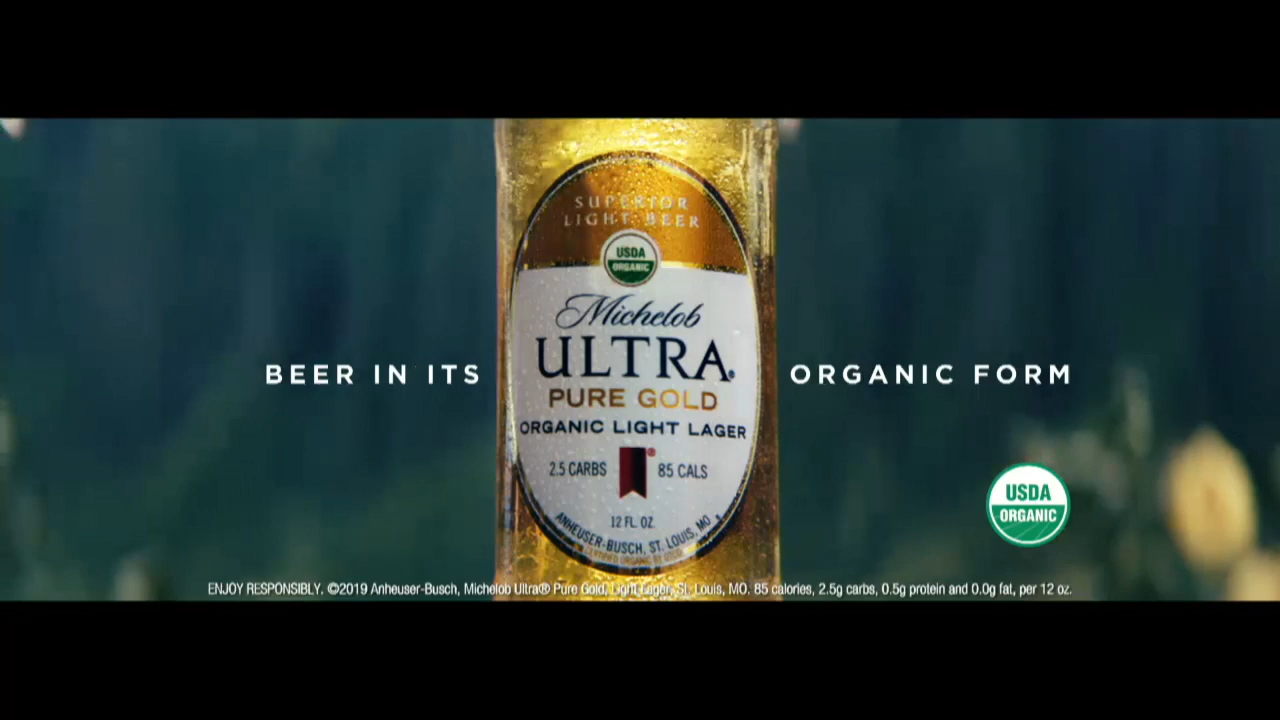 SUPERIOR
LIGHT BEER
USDA
ORGANIC
Michelob
ULTRA®
PURE GOLD
ORGANIC LIGHT LAGER
2.5 CARBS ® 85 CALS
12 FL. OZ.
ANHEUSER-BUSCH, ST. LOUIS, MO
BEER IN ITS ORGANIC FORM
USDA
ORGANIC
ENJOY RESPONSIBLY. ©2019 Anheuser-Busch, Michelob Ultra® Pure Gold, Light Lager, St. Louis, MO. 85 calories, 2.5g carbs, 0.5g protein and 0.0g fat, per 12 oz.